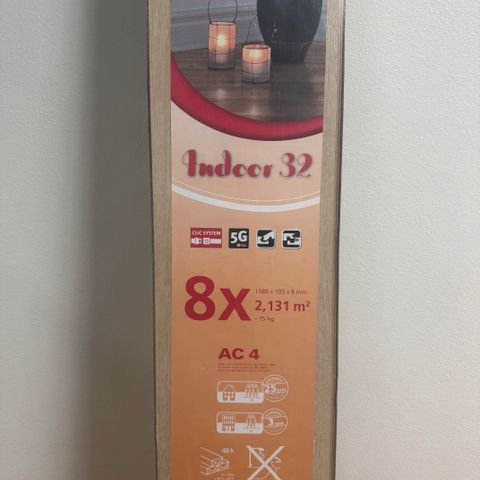 Indoor 32
CLIC SYSTEM
5G
8x
1380 x 193 x 8 mm
2,131 m²
~ 15 kg
AC 4
25
3
48 h